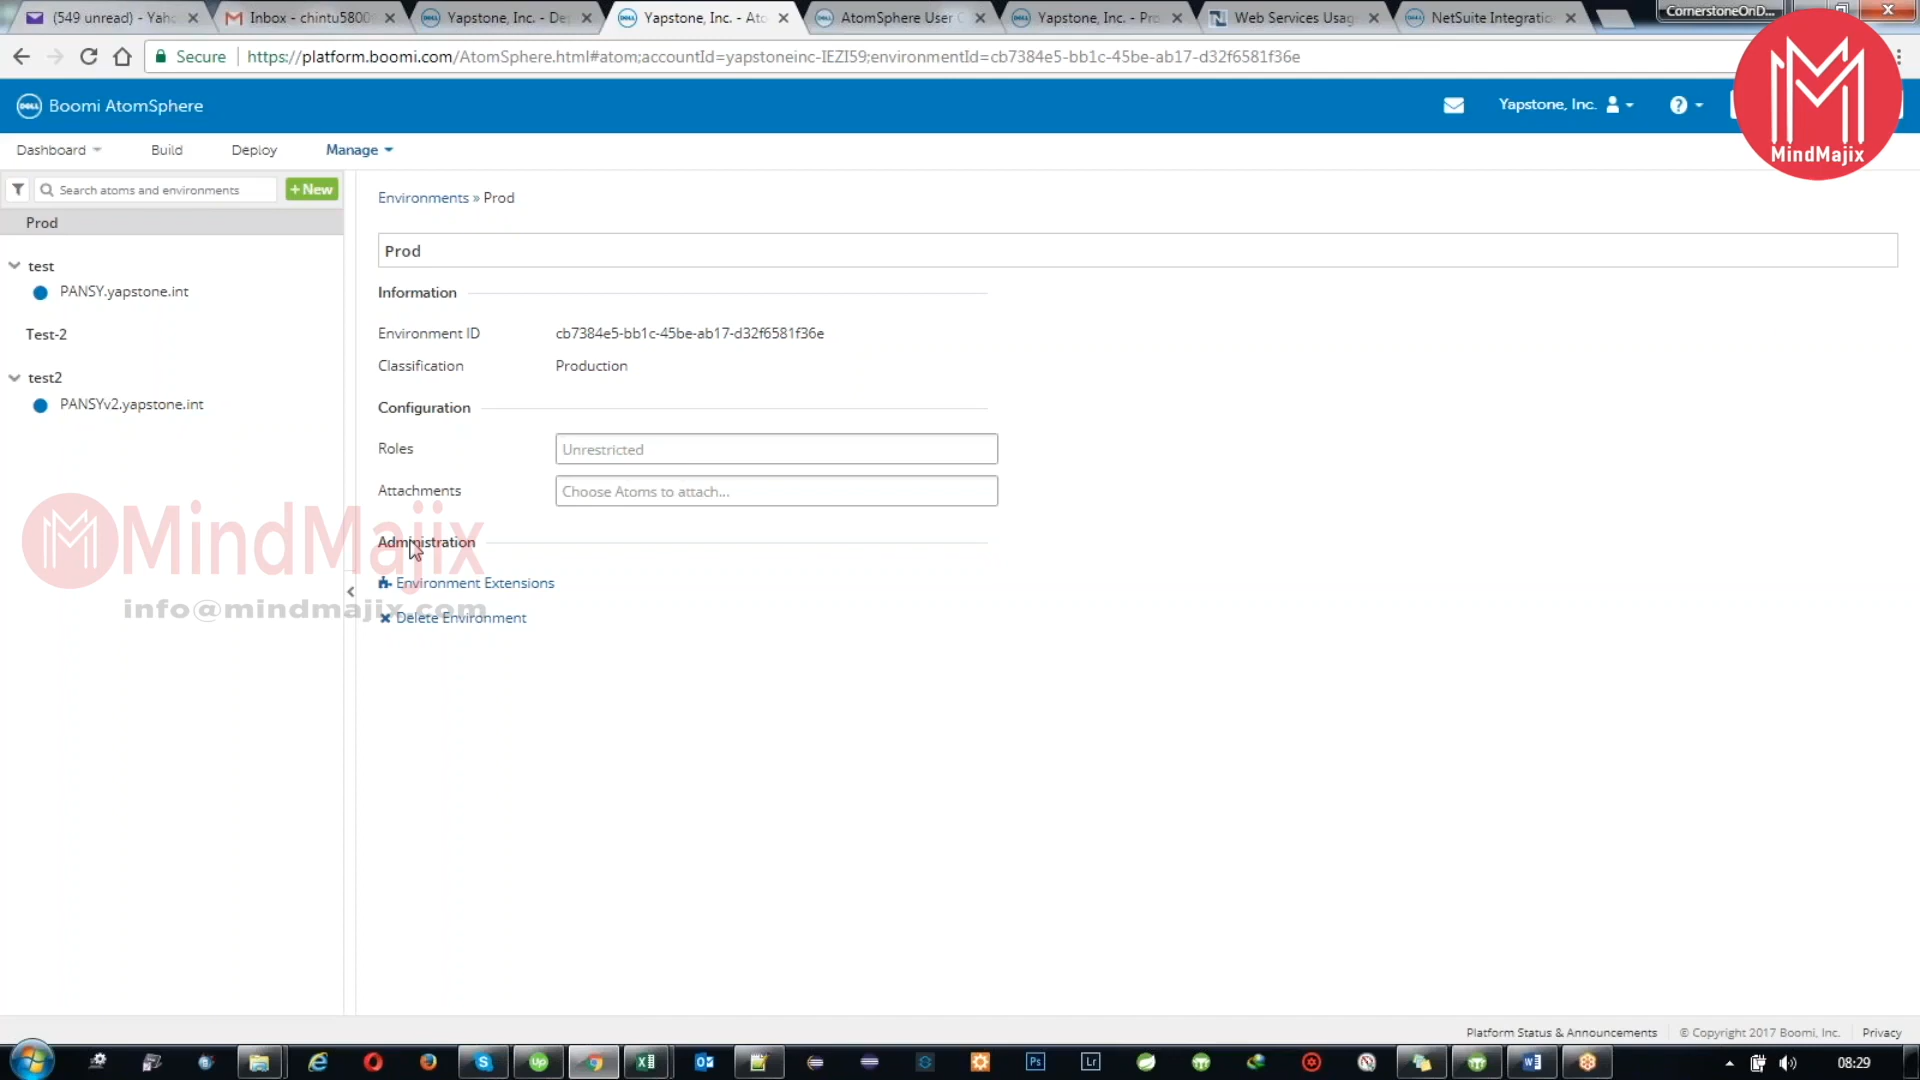 (549 unread) - Yah
Inbox - chintu5800
Yapstone, Inc. - De
Yapstone, Inc. - Ato
AtomSphere User
Yapstone, Inc. - Pro
Web Services Usag
NetSuite Integratio
CornerstoneOnD...
Secure
https://platform.boomi.com/AtomSphere.html#atom;accountId=yapstoneinc-IEZI59;environmentId=cb7384e5-bb1c-45be-ab17-d32f6581f36e
DELL
Boomi AtomSphere
Yapstone, Inc.
MindMajix
Dashboard
Build
Deploy
Manage
Search atoms and environments
+ New
Environments » Prod
Prod
Prod
Information
test
PANSY.yapstone.int
Environment ID
cb7384e5-bb1c-45be-ab17-d32f6581f36e
Test-2
Classification
Production
test2
PANSYv2.yapstone.int
Configuration
Roles
Unrestricted
Attachments
Choose Atoms to attach...
MindMajix
info@mindmajix.com
Administration
Environment Extensions
Delete Environment
Platform Status & Announcements
© Copyright 2017 Boomi, Inc.
Privacy
up
Ps
Lr
08:29